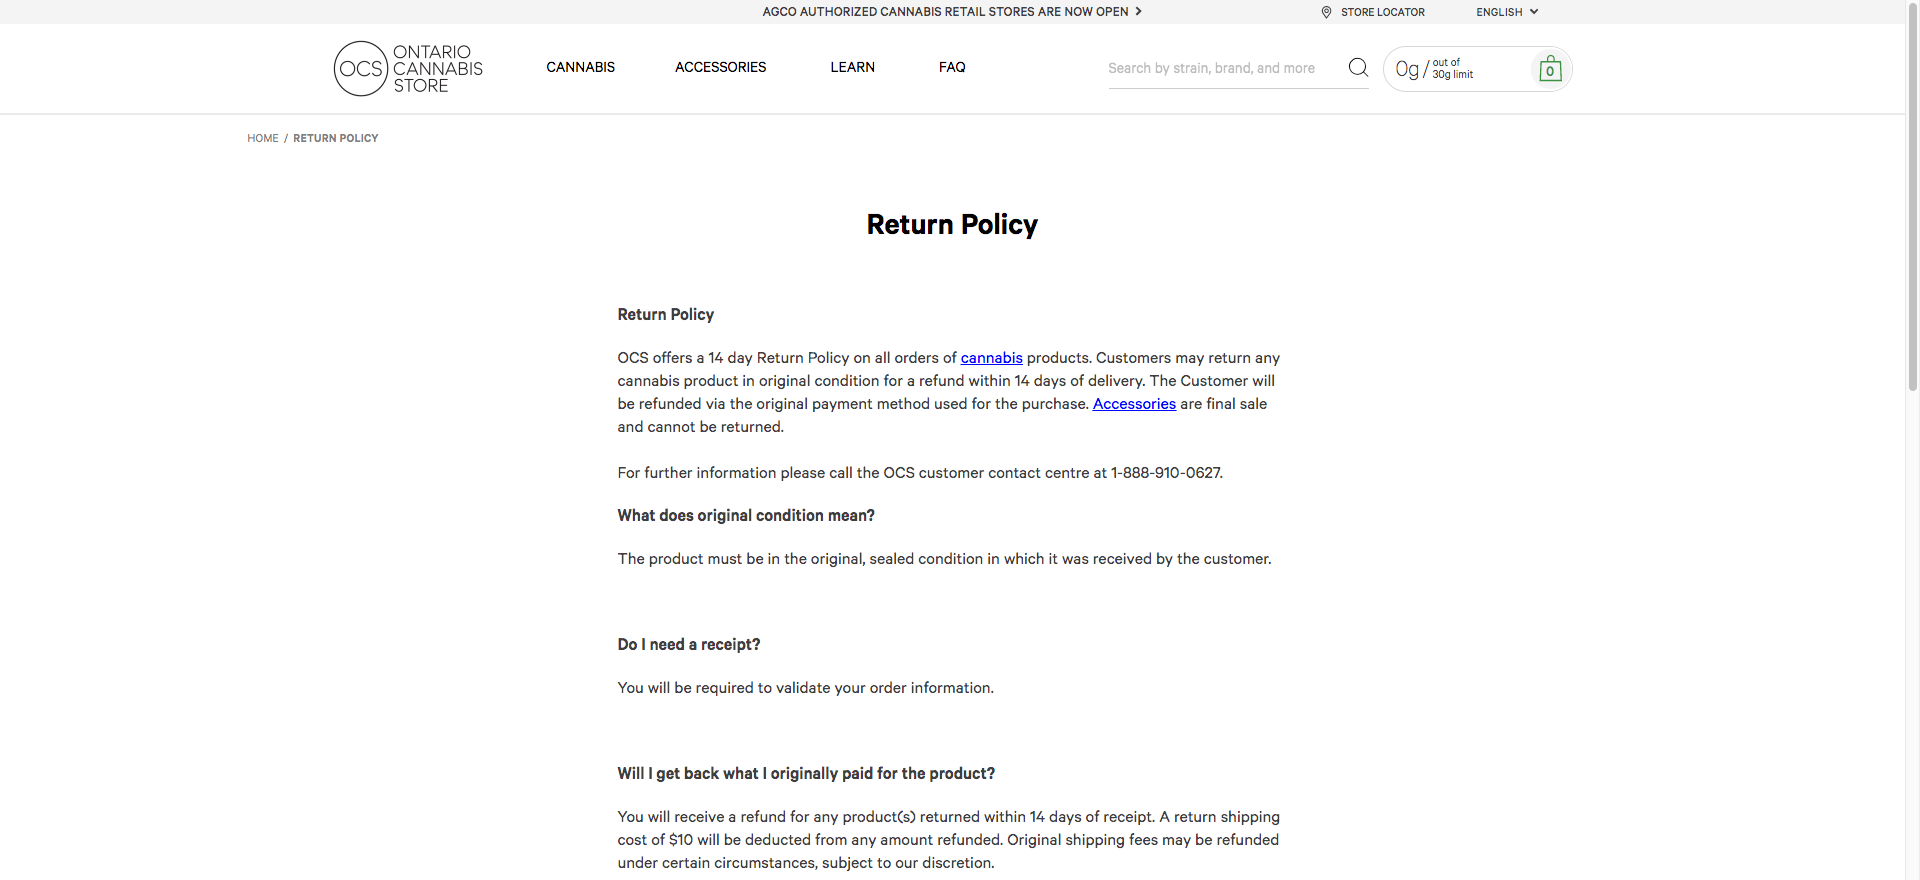 AGCO AUTHORIZED CANNABIS RETAIL STORES ARE NOW OPEN
STORE LOCATOR
ENGLISH
OCS
ONTARIO
CANNABIS
STORE
CANNABIS
ACCESSORIES
LEARN
FAQ
Search by strain, brand, and more
0g / out of
30g limit
0
HOME / RETURN POLICY
Return Policy
Return Policy
OCS offers a 14 day Return Policy on all orders of cannabis products. Customers may return any
cannabis product in original condition for a refund within 14 days of delivery. The Customer will
be refunded via the original payment method used for the purchase. Accessories are final sale
and cannot be returned.
For further information please call the OCS customer contact centre at 1-888-910-0627.
What does original condition mean?
The product must be in the original, sealed condition in which it was received by the customer.
Do I need a receipt?
You will be required to validate your order information.
Will I get back what I originally paid for the product?
You will receive a refund for any product(s) returned within 14 days of receipt. A return shipping
cost of $10 will be deducted from any amount refunded. Original shipping fees may be refunded
under certain circumstances, subject to our discretion.